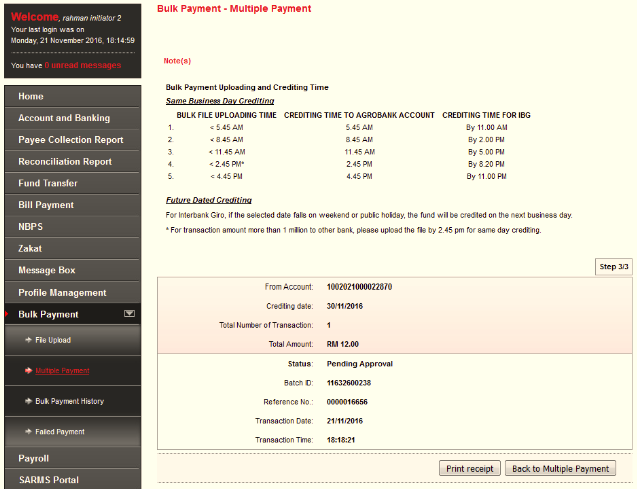 Welcome, rahman initiator 2
Your last login was on
Monday, 21 November 2016, 18:14:59
You have 0 unread messages
Home
Account and Banking
Payee Collection Report
Reconciliation Report
Fund Transfer
Bill Payment
NBPS
Zakat
Message Box
Profile Management
Bulk Payment
File Upload
Multiple Payment
Bulk Payment History
Failed Payment
Payroll
SARMS Portal
Bulk Payment - Multiple Payment
Note(s)
Bulk Payment Uploading and Crediting Time
Same Business Day Crediting
BULK FILE UPLOADING TIME CREDITING TIME TO AGROBANK ACCOUNT CREDITING TIME FOR IBG
1. < 5.45 AM 5.45 AM By 11.00 AM
2. < 8.45 AM 8.45 AM By 2.00 PM
3. < 11.45 AM 11.45 AM By 5.00 PM
4. < 2.45 PM* 2.45 PM By 8.20 PM
5. < 4.45 PM 4.45 PM By 11.00 PM
Future Dated Crediting
For Interbank Giro, if the selected date falls on weekend or public holiday, the fund will be credited on the next business day.
* For transaction amount more than 1 milion to other bank, please upload the file by 2.45 pm for same day crediting.
Step 3/3
From Account: 1002021000022870
Crediting date: 30/11/2016
Total Number of Transaction: 1
Total Amount: RM 12.00
Status: Pending Approval
Batch ID: 11632600238
Reference No.: 0000016656
Transaction Date: 21/11/2016
Transaction Time: 18:18:21
Print receipt Back to Multiple Payment